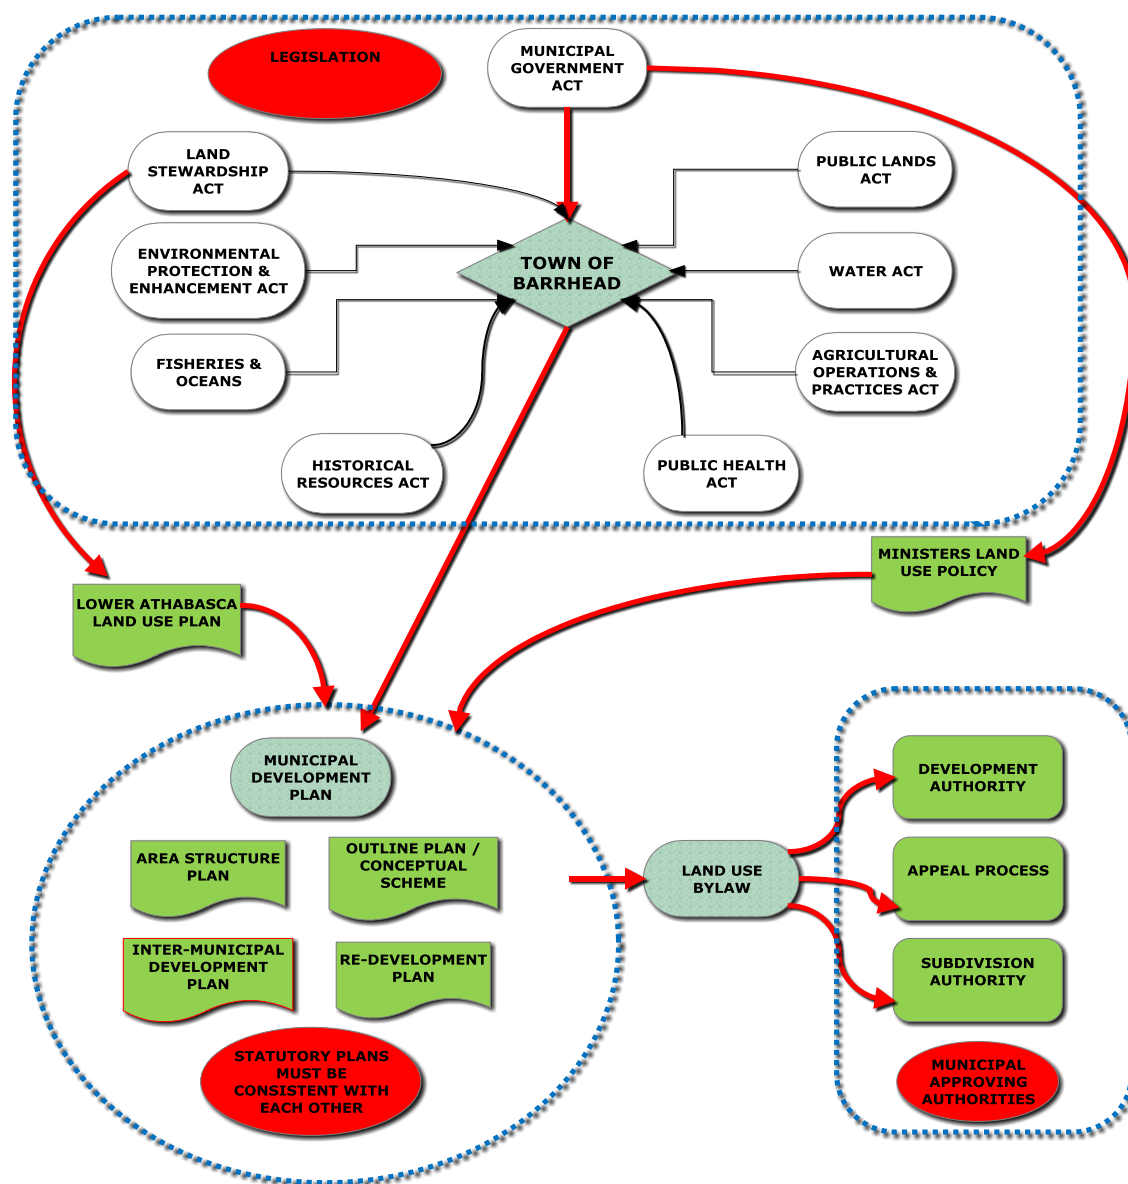 LEGISLATION
MUNICIPAL
GOVERNMENT
ACT
LAND
STEWARDSHIP
ACT
PUBLIC LANDS
ACT
ENVIRONMENTAL
PROTECTION &
ENHANCEMENT ACT
TOWN OF
BARRHEAD
WATER ACT
FISHERIES &
OCEANS
AGRICULTURAL
OPERATIONS &
PRACTICES ACT
HISTORICAL
RESOURCES ACT
PUBLIC HEALTH
ACT
MINISTERS LAND
USE POLICY
LOWER ATHABASCA
LAND USE PLAN
MUNICIPAL
DEVELOPMENT
PLAN
DEVELOPMENT
AUTHORITY
AREA STRUCTURE
PLAN
OUTLINE PLAN /
CONCEPTUAL
SCHEME
LAND USE
BYLAW
APPEAL PROCESS
INTER-MUNICIPAL
DEVELOPMENT
PLAN
RE-DEVELOPMENT
PLAN
SUBDIVISION
AUTHORITY
STATUTORY PLANS
MUST BE
CONSISTENT WITH
EACH OTHER
MUNICIPAL
APPROVING
AUTHORITIES